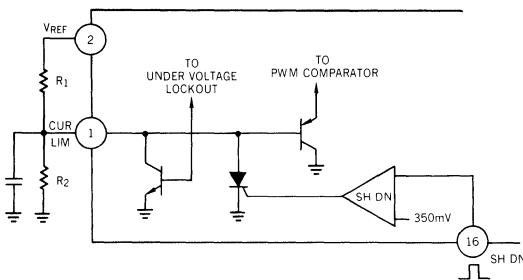 VREF
2
TO
UNDER VOLTAGE
LOCKOUT
TO
PWM COMPARATOR
R1
CUR
LIM
1
R2
SH DN
350mV
16
SH DN